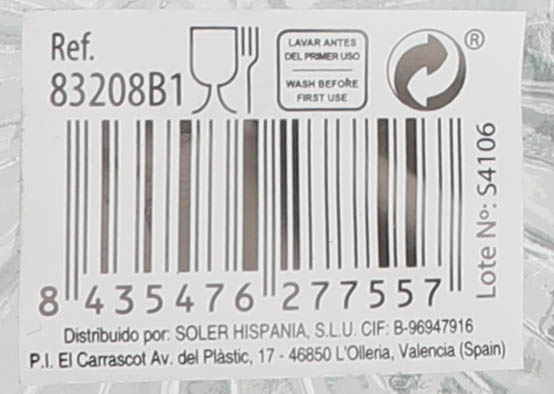 Ref.
83208B1
LAVAR ANTES
DEL PRIMER USO
WASH BEFORE
FIRST USE
®
Lote Nº: S4106
8 435476 277557
Distribuido por: SOLER HISPANIA, S.L.U. CIF: B-96947916
P.I. El Carrascot Av. del Plàstic, 17 - 46850 L'Olleria, Valencia (Spain)